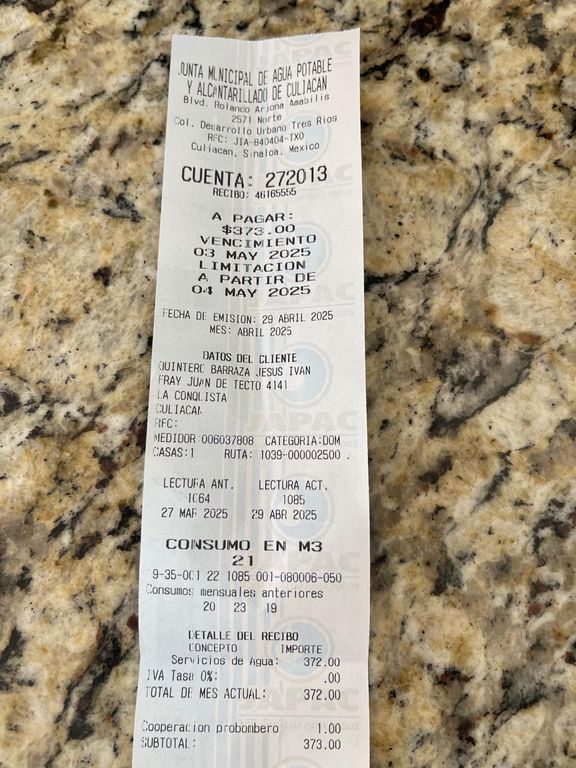 JUNTA MUNICIPAL DE AGUA POTABLE
Y ALCANTARILLADO DE CULIACAN
Blvd. Rolando Arjona Amabilis
2571 Norte
Col. Desarrollo Urbano Tres Rios
RFC: JIA-840404-TX0
Culiacan, Sinaloa, Mexico
CUENTA: 272013
RECIBO: 46165555
A PAGAR:
$373.00
VENCIMIENTO
03 MAY 2025
LIMITACION
A PARTIR DE
04 MAY 2025
FECHA DE EMISION: 29 ABRIL 2025
MES: ABRIL 2025
DATOS DEL CLIENTE
QUINTERO BARRAZA JESUS IVAN
FRAY JUAN DE TECTO 4141
LA CONQUISTA
CULIACAN
RFC:
MEDIDOR 006037808 CATEGORIA:DOM
CASAS:1 RUTA: 1039-000002500 .
LECTURA ANT. LECTURA ACT.
1064 1085
27 MAR 2025 29 ABR 2025
CONSUMO EN M3
21
9-35-001 22 1085 001-080006-050
Consumos mensuales anteriores
20 23 19
DETALLE DEL RECIBO
CONCEPTO IMPORTE
Servicios de Agua: 372.00
IVA Tasa 0%: .00
TOTAL DE MES ACTUAL: 372.00
Cooperacion probombero 1.00
SUBTOTAL: 373.00
JAPAC